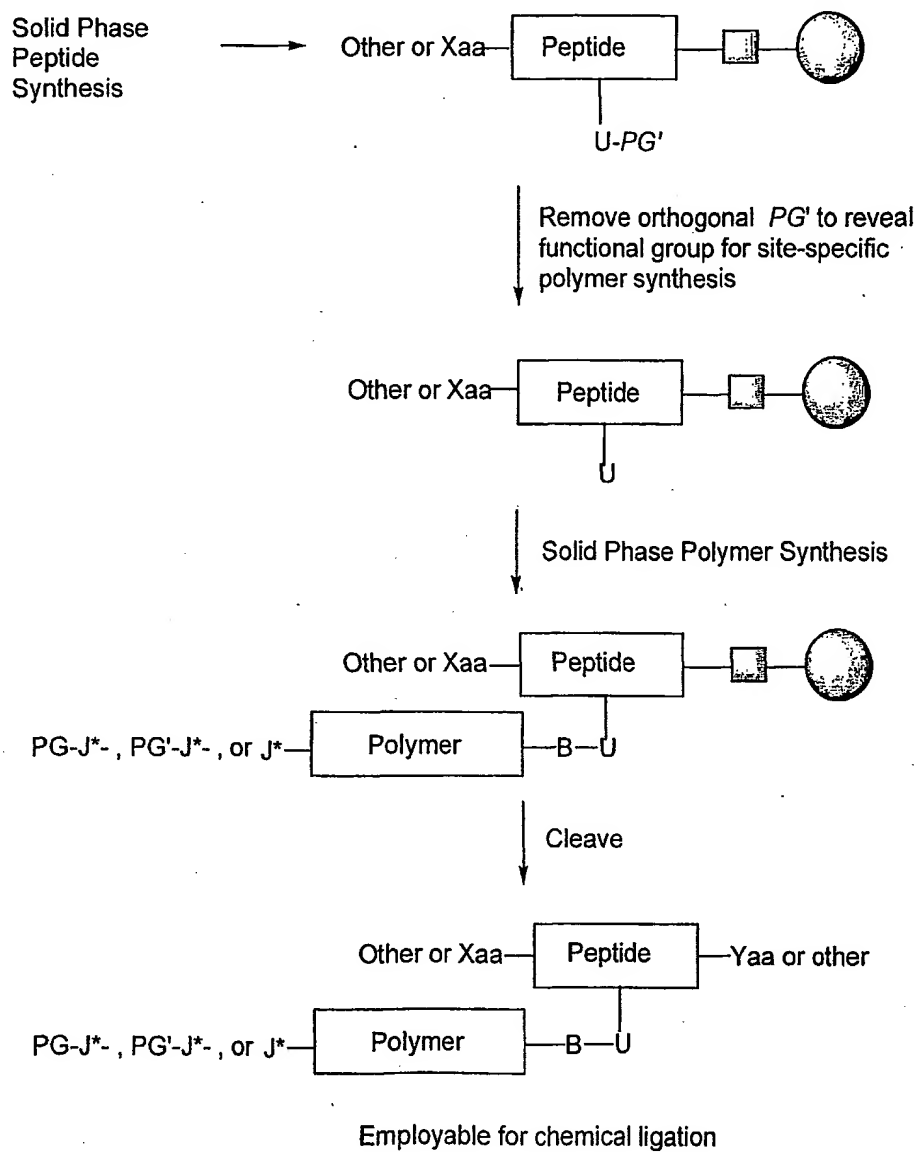 Solid Phase
Peptide
Synthesis
Other or Xaa Peptide
U-PG'
Remove orthogonal PG' to reveal
functional group for site-specific
polymer synthesis
Other or Xaa Peptide
U
Solid Phase Polymer Synthesis
Other or Xaa Peptide
PG-J*- , PG'-J*- , or J* Polymer B U
Cleave
Other or Xaa Peptide Yaa or other
PG-J*- , PG'-J*- , or J* Polymer B U
Employable for chemical ligation